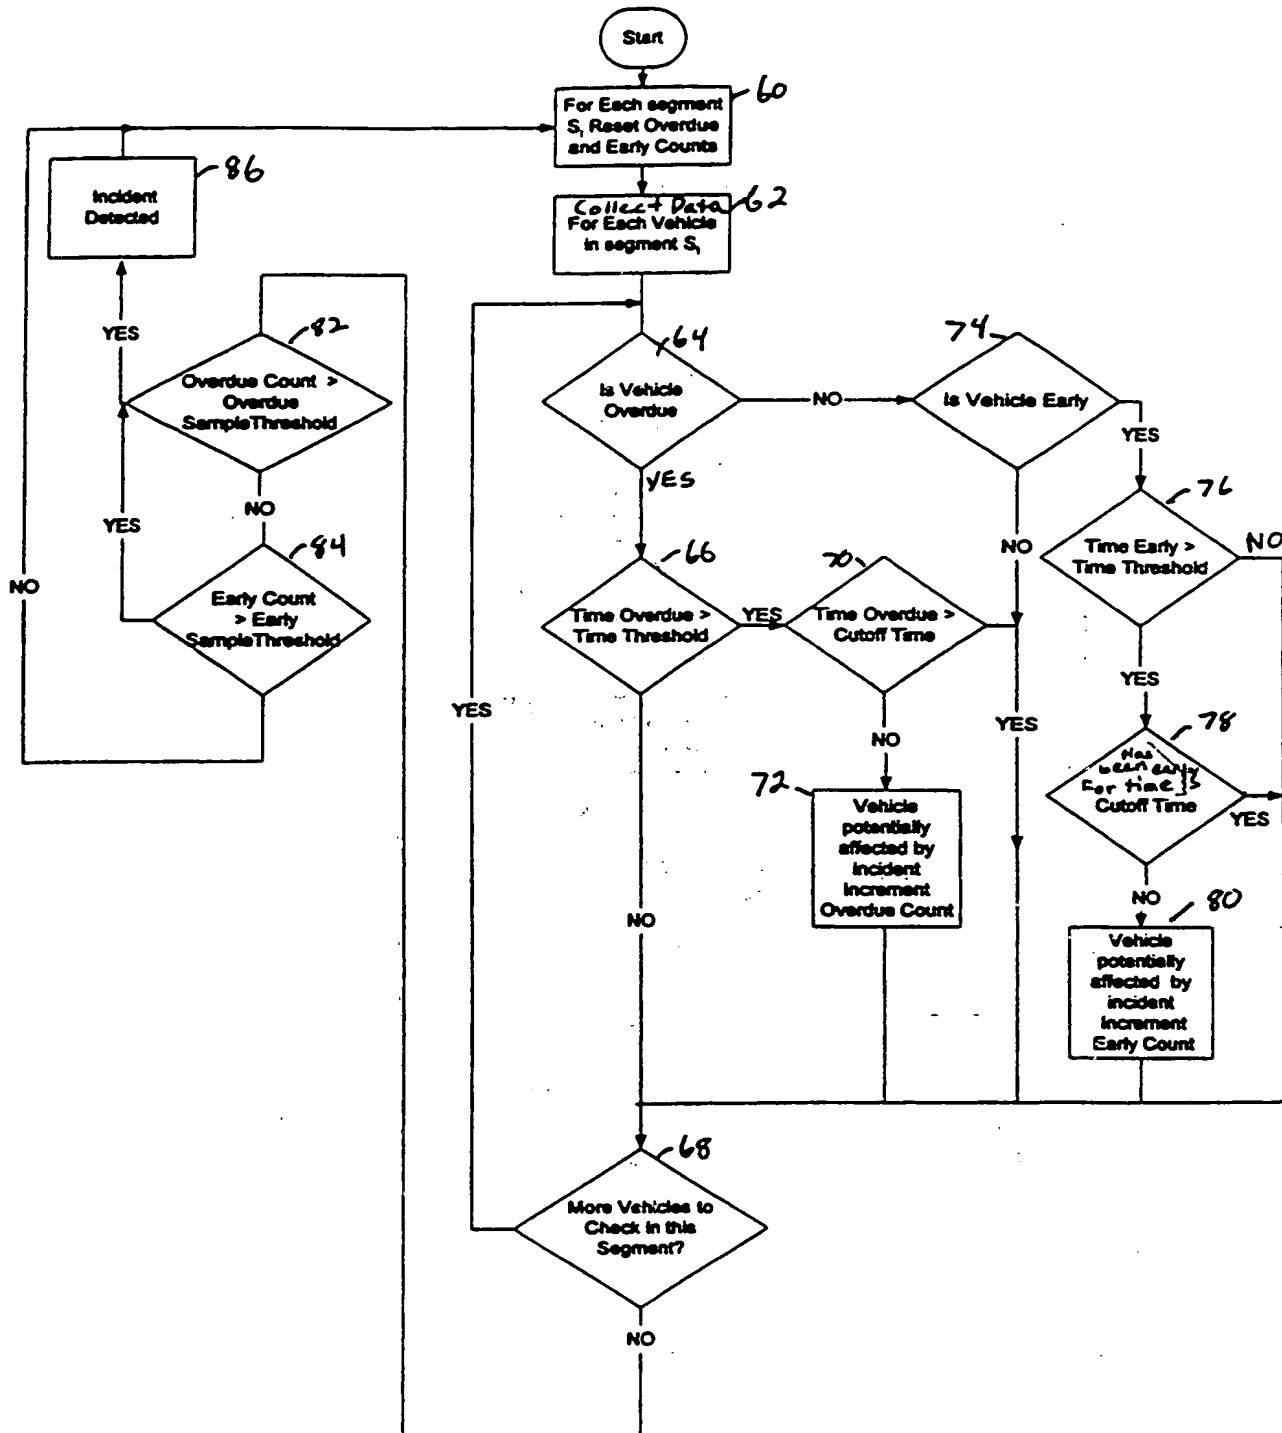 Start
60
For Each segment
Si Reset Overdue
and Early Counts
62
Collect Data
For Each Vehicle
in segment Si
86
Incident
Detected
YES
82
Overdue Count >
Overdue
SampleThreshold
NO
YES
84
Early Count
> Early
SampleThreshold
NO
64
Is Vehicle
Overdue
NO
74
Is Vehicle Early
YES
YES
NO
76
Time Early >
Time Threshold
NO
66
Time Overdue >
Time Threshold
YES
70
Time Overdue >
Cutoff Time
YES
YES
YES
NO
78
Has
been early
For time >
Cutoff Time
YES
72
Vehicle
potentially
affected by
Incident
Increment
Overdue Count
NO
NO
80
Vehicle
potentially
affected by
incident
Increment
Early Count
68
More Vehicles to
Check in this
Segment?
NO